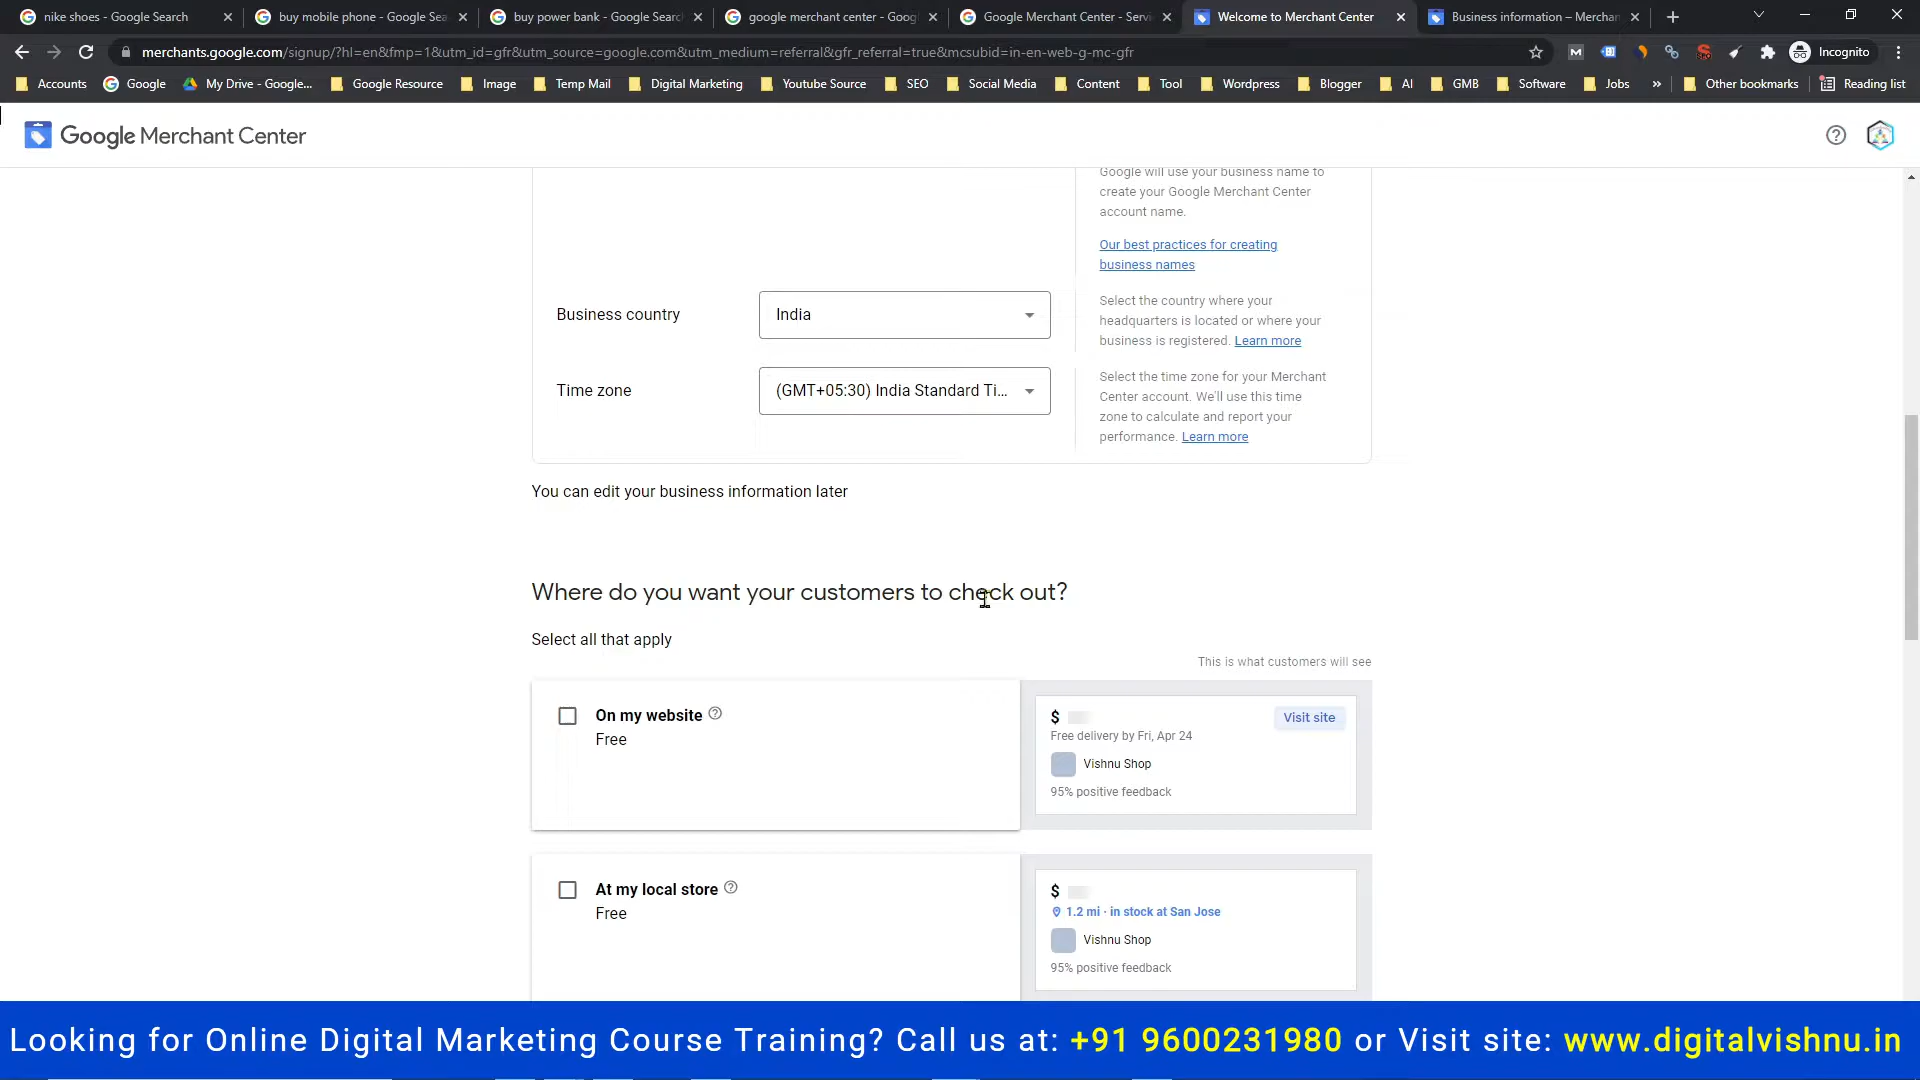 nike shoes - Google Search
buy mobile phone - Google Sea
buy power bank - Google Search
google merchant center - Goog
Google Merchant Center - Servi
Welcome to Merchant Center
Business information – Merchan
merchants.google.com/signup/?hl=en&fmp=1&utm_id=gfr&utm_source=google.com&utm_medium=referral&gfr_referral=true&mcsubid=in-en-web-g-mc-gfr
Incognito
Accounts
Google
My Drive - Google...
Google Resource
Image
Temp Mail
Digital Marketing
Youtube Source
SEO
Social Media
Content
Tool
Wordpress
Blogger
AI
GMB
Software
Jobs
»
Other bookmarks
Reading list
Google Merchant Center
Google will use your business name to
create your Google Merchant Center
account name.
Our best practices for creating
business names
Business country
India
Select the country where your
headquarters is located or where your
business is registered. Learn more
Time zone
(GMT+05:30) India Standard Ti...
Select the time zone for your Merchant
Center account. We'll use this time
zone to calculate and report your
performance. Learn more
You can edit your business information later
Where do you want your customers to check out?
Select all that apply
This is what customers will see
On my website
Free
$
Visit site
Free delivery by Fri, Apr 24
Vishnu Shop
95% positive feedback
At my local store
Free
$
1.2 mi · in stock at San Jose
Vishnu Shop
95% positive feedback
Looking for Online Digital Marketing Course Training? Call us at: +91 9600231980 or Visit site: www.digitalvishnu.in